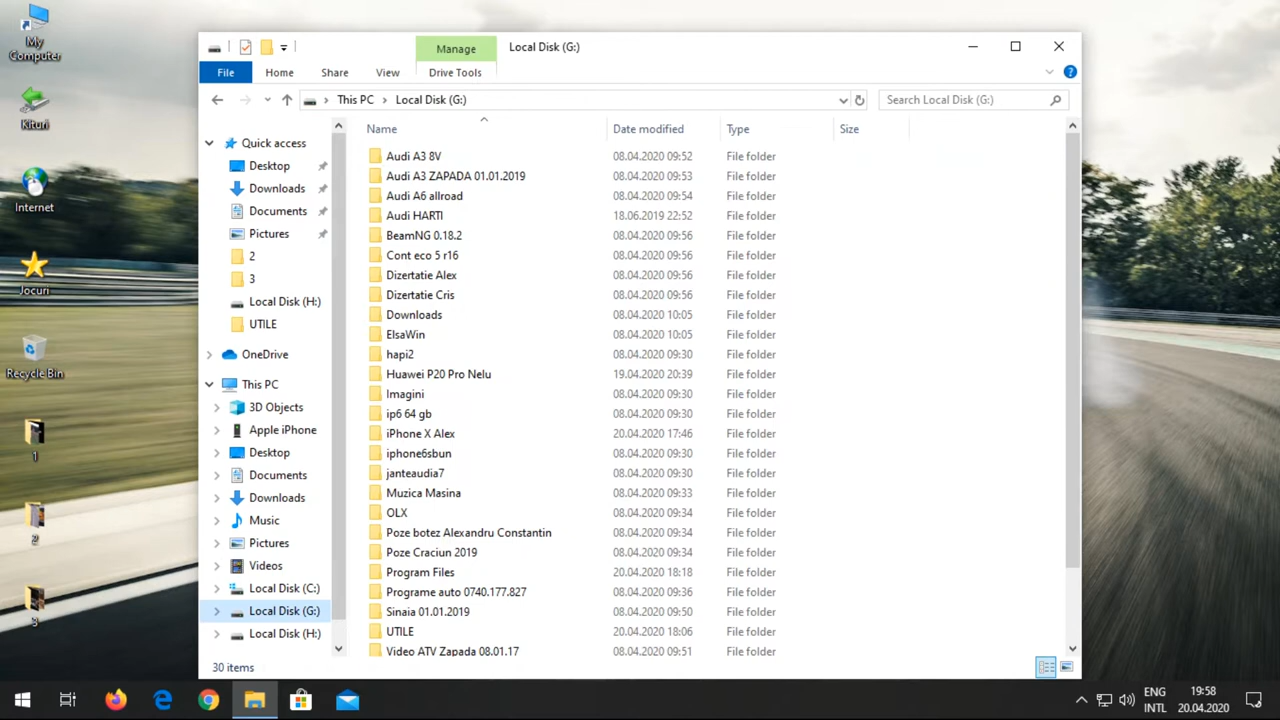 My
Computer
Kituri
Internet
Jocuri
Recycle Bin
1
2
3
Manage
Local Disk (G:)
File
Home
Share
View
Drive Tools
This PC
Local Disk (G:)
Search Local Disk (G:)
Quick access
Desktop
Downloads
Documents
Pictures
2
3
Local Disk (H:)
UTILE
OneDrive
This PC
3D Objects
Apple iPhone
Desktop
Documents
Downloads
Music
Pictures
Videos
Local Disk (C:)
Local Disk (G:)
Local Disk (H:)
Name Date modified Type Size
Audi A3 8V 08.04.2020 09:52 File folder
Audi A3 ZAPADA 01.01.2019 08.04.2020 09:53 File folder
Audi A6 allroad 08.04.2020 09:54 File folder
Audi HARTI 18.06.2019 22:52 File folder
BeamNG 0.18.2 08.04.2020 09:56 File folder
Cont eco 5 r16 08.04.2020 09:56 File folder
Dizertatie Alex 08.04.2020 09:56 File folder
Dizertatie Cris 08.04.2020 09:56 File folder
Downloads 08.04.2020 10:05 File folder
ElsaWin 08.04.2020 10:05 File folder
hapi2 08.04.2020 09:30 File folder
Huawei P20 Pro Nelu 19.04.2020 20:39 File folder
Imagini 08.04.2020 09:30 File folder
ip6 64 gb 08.04.2020 09:30 File folder
iPhone X Alex 20.04.2020 17:46 File folder
iphone6sbun 08.04.2020 09:30 File folder
janteaudia7 08.04.2020 09:30 File folder
Muzica Masina 08.04.2020 09:33 File folder
OLX 08.04.2020 09:34 File folder
Poze botez Alexandru Constantin 08.04.2020 09:34 File folder
Poze Craciun 2019 08.04.2020 09:34 File folder
Program Files 20.04.2020 18:18 File folder
Programe auto 0740.177.827 08.04.2020 09:36 File folder
Sinaia 01.01.2019 08.04.2020 09:50 File folder
UTILE 20.04.2020 18:06 File folder
Video ATV Zapada 08.01.17 08.04.2020 09:51 File folder
30 items
ENG
INTL
19:58
20.04.2020